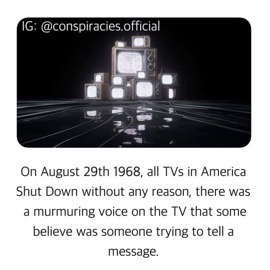 IG: @conspiracies.official
On August 29th 1968, all TVs in America
Shut Down without any reason, there was
a murmuring voice on the TV that some
believe was someone trying to tell a
message.